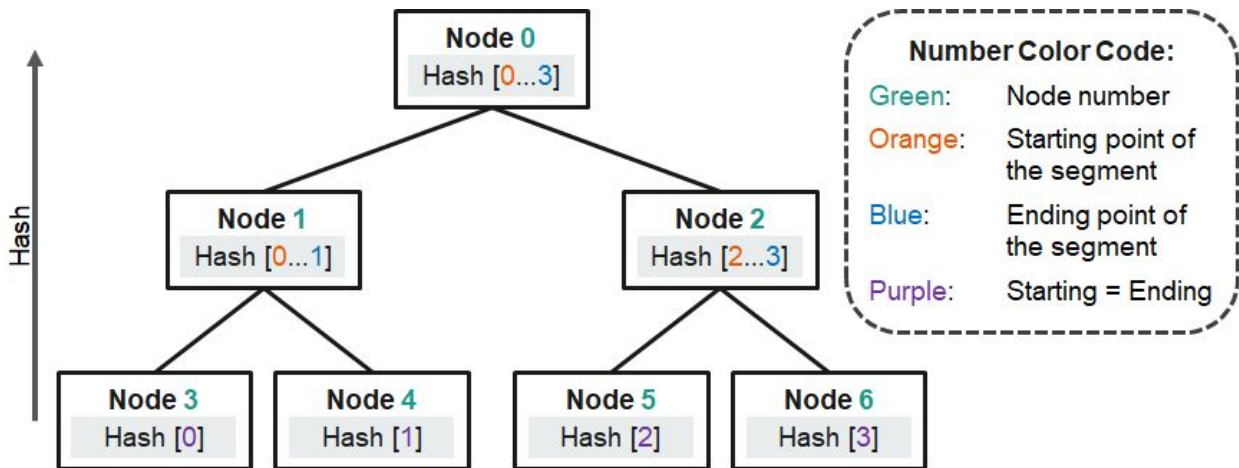 Node 0
Hash [0...3]
Number Color Code:
Green: Node number
Orange: Starting point of
the segment
Blue: Ending point of
the segment
Purple: Starting = Ending
Hash
Node 1
Hash [0...1]
Node 2
Hash [2...3]
Node 3
Hash [0]
Node 4
Hash [1]
Node 5
Hash [2]
Node 6
Hash [3]